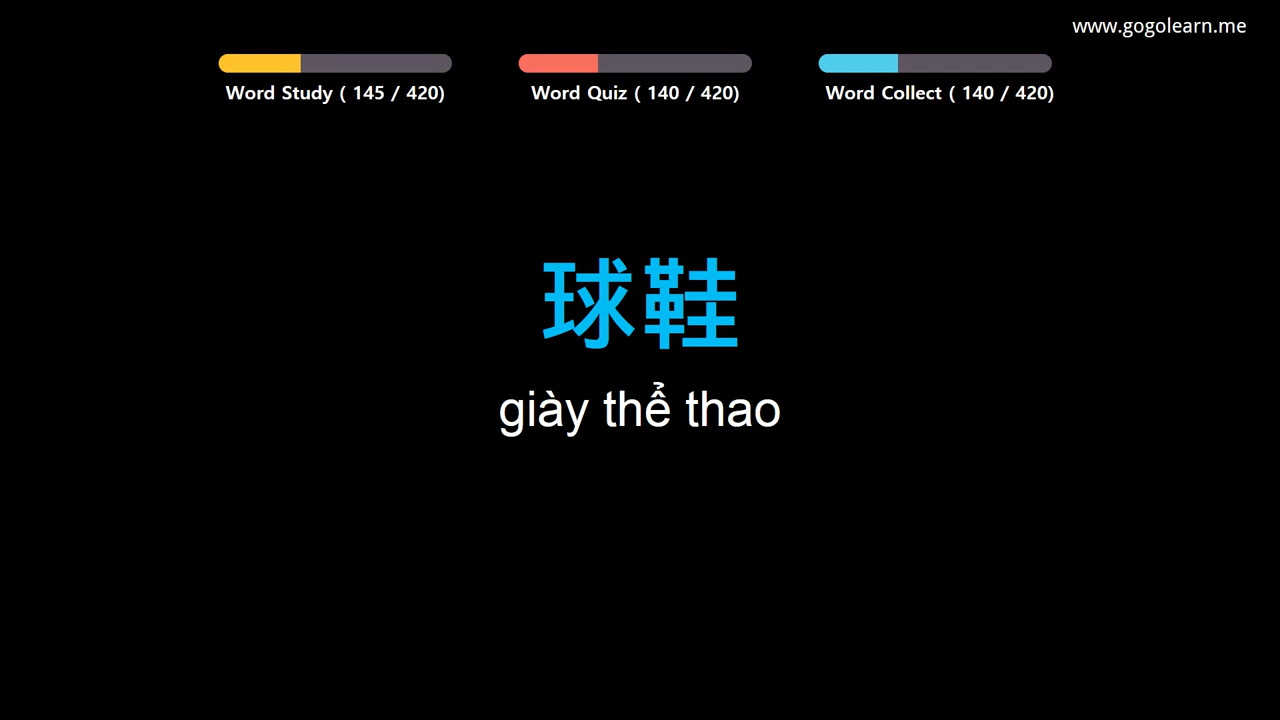 www.gogolearn.me
Word Study ( 145 / 420)
Word Quiz ( 140 / 420)
Word Collect ( 140 / 420)
球鞋
giày thể thao